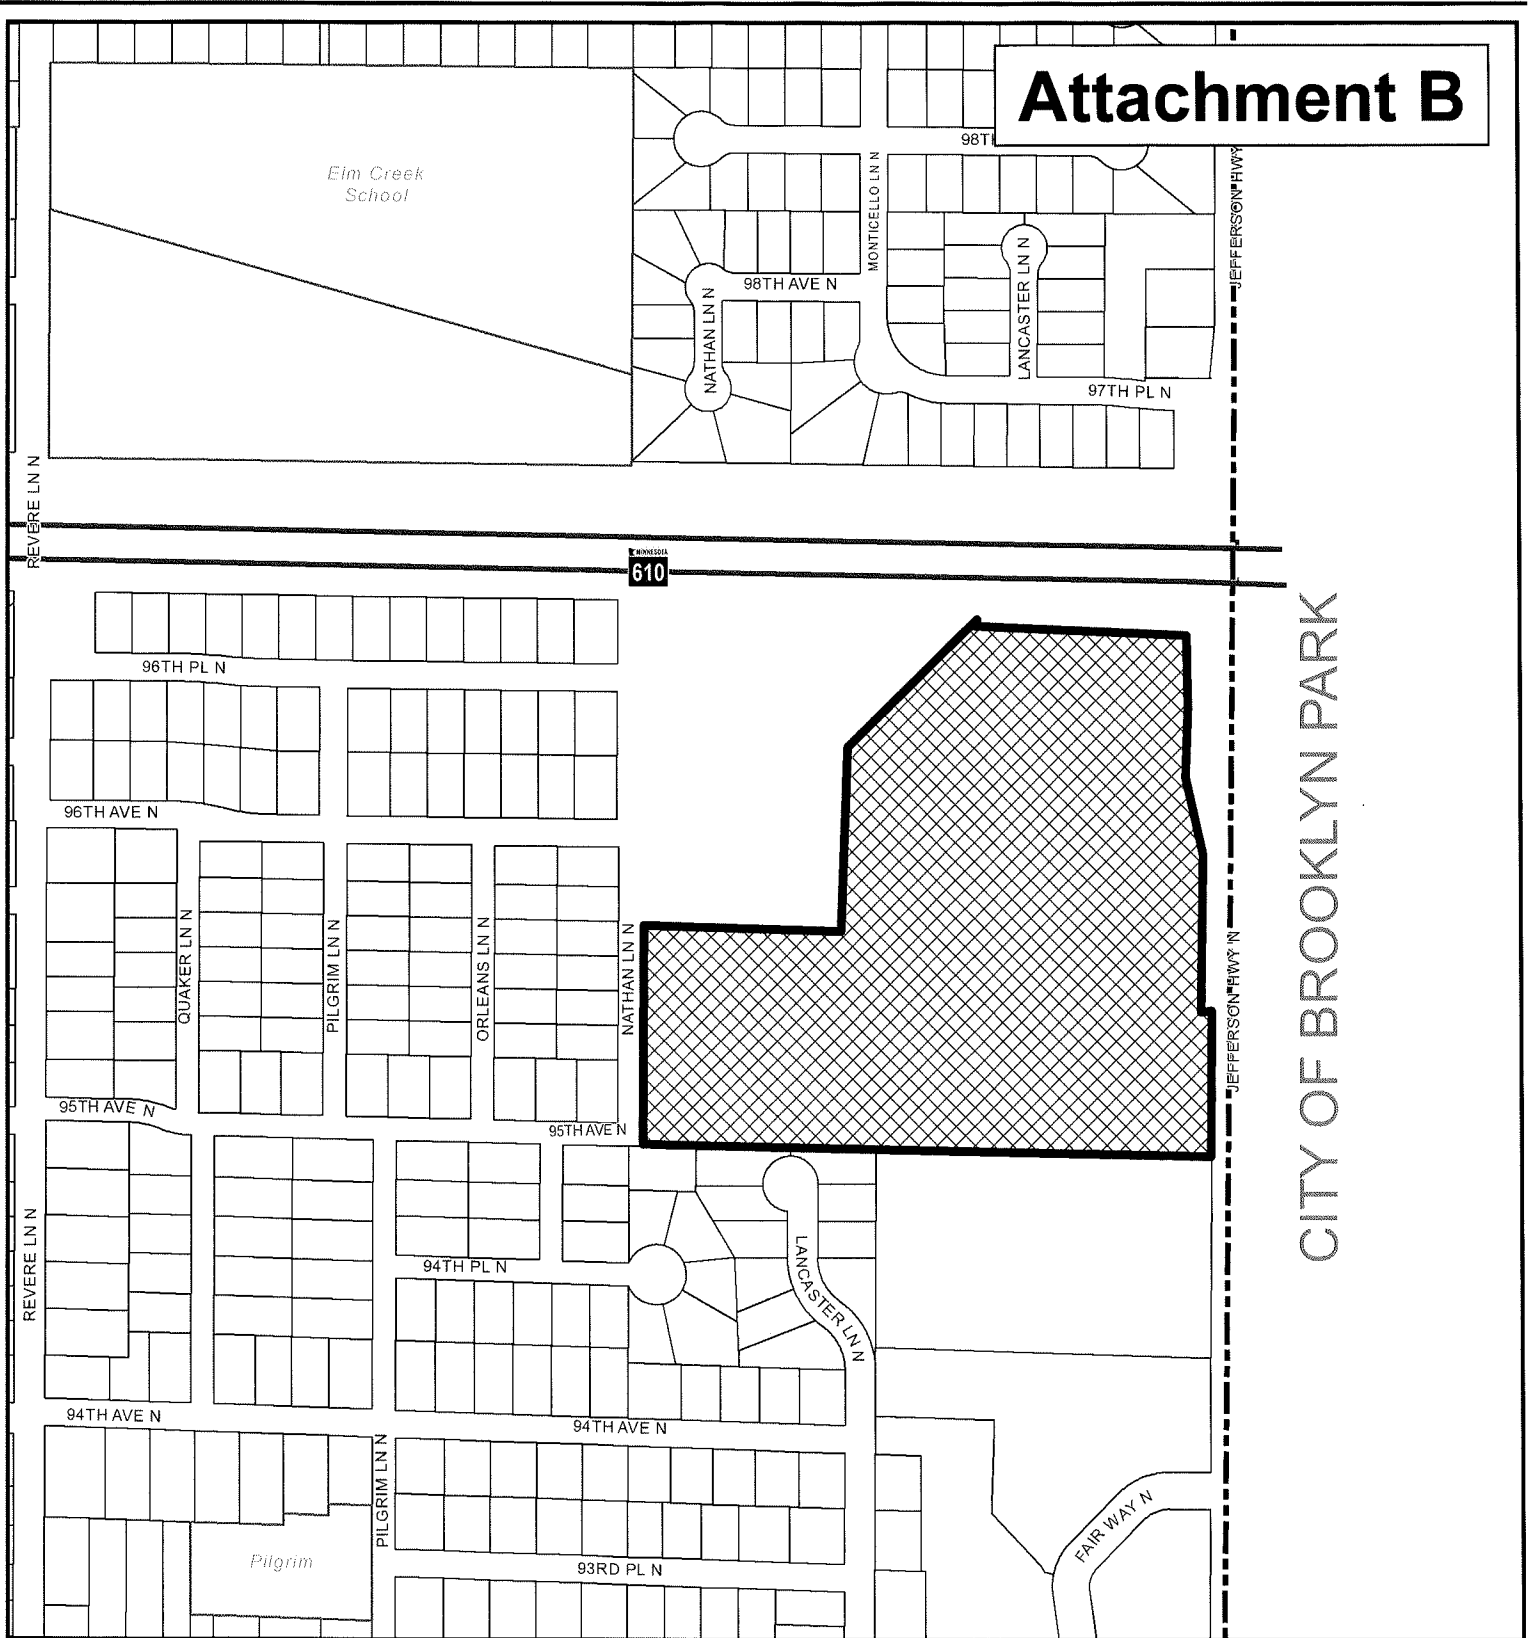 Attachment B
Elm Creek
School
98TH
MONTICELLO LN N
JEFFERSON HWY
98TH AVE N
NATHAN LN N
LANCASTER LN N
97TH PL N
REVERE LN N
MINNESOTA
610
96TH PL N
96TH AVE N
QUAKER LN N
PILGRIM LN N
ORLEANS LN N
NATHAN LN N
JEFFERSON HWY N
CITY OF BROOKLYN PARK
95TH AVE N
95TH AVE N
REVERE LN N
94TH PL N
LANCASTER LN N
94TH AVE N
94TH AVE N
PILGRIM LN N
FAIR WAY N
Pilgrim
93RD PL N